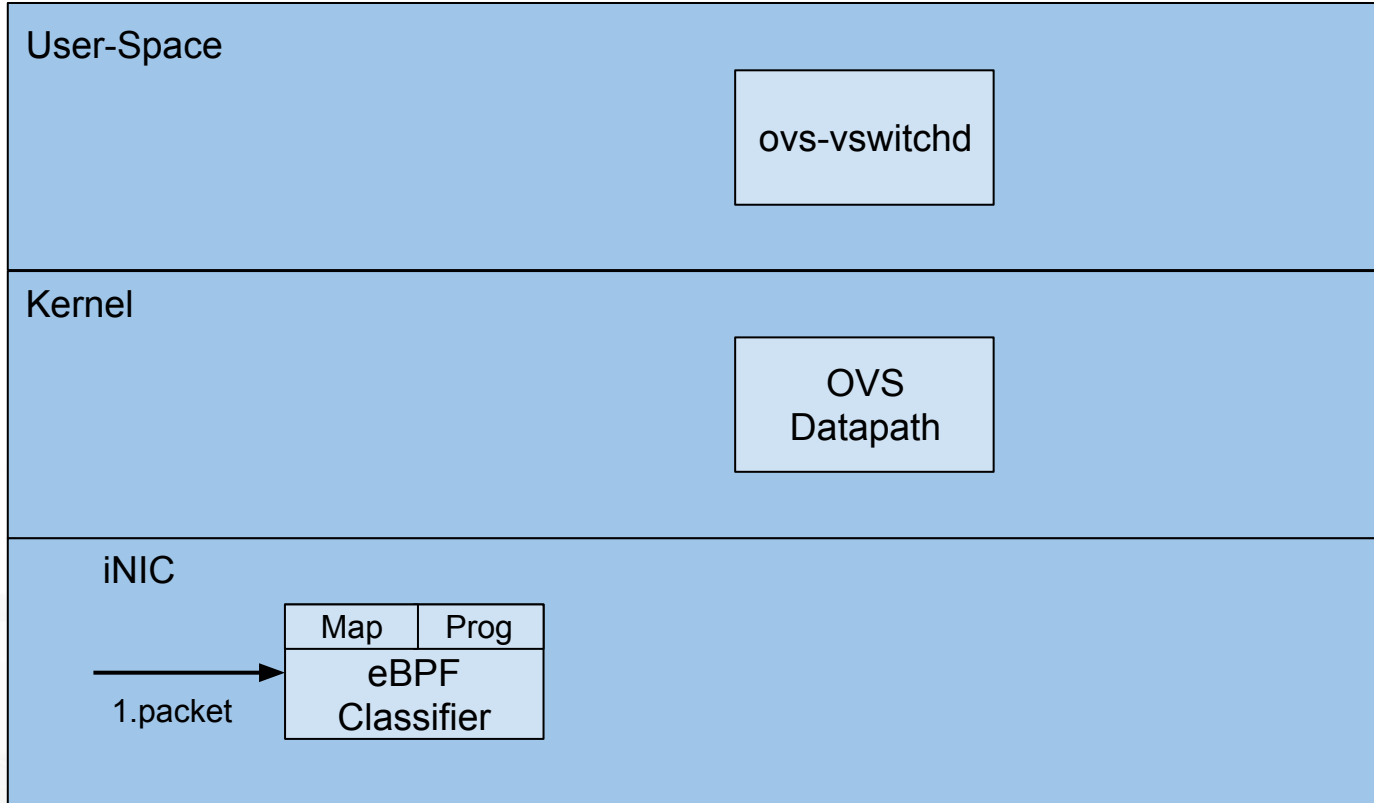 User-Space
ovs-vswitchd
Kernel
OVS
Datapath
iNIC
Map
Prog
eBPF
Classifier
1.packet